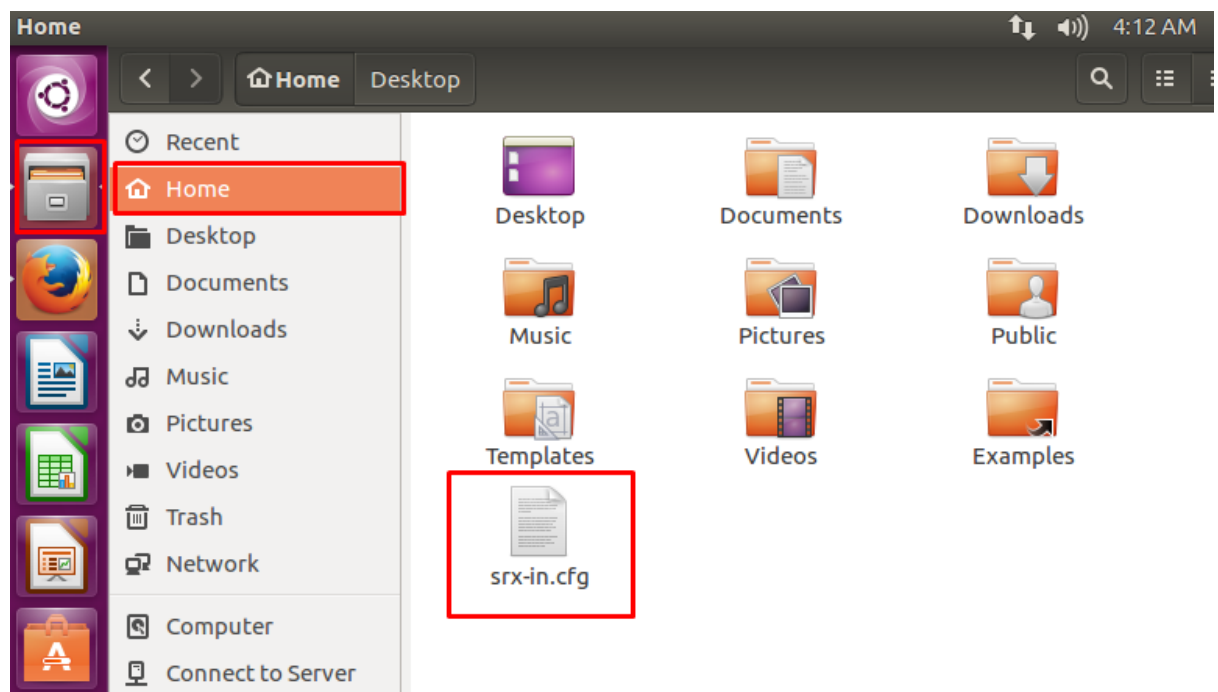 Home
4:12 AM
Home
Desktop
Recent
Home
Desktop
Documents
Downloads
Music
Pictures
Videos
Trash
Network
Computer
Connect to Server
Desktop
Documents
Downloads
Music
Pictures
Public
Templates
Videos
Examples
srx-in.cfg